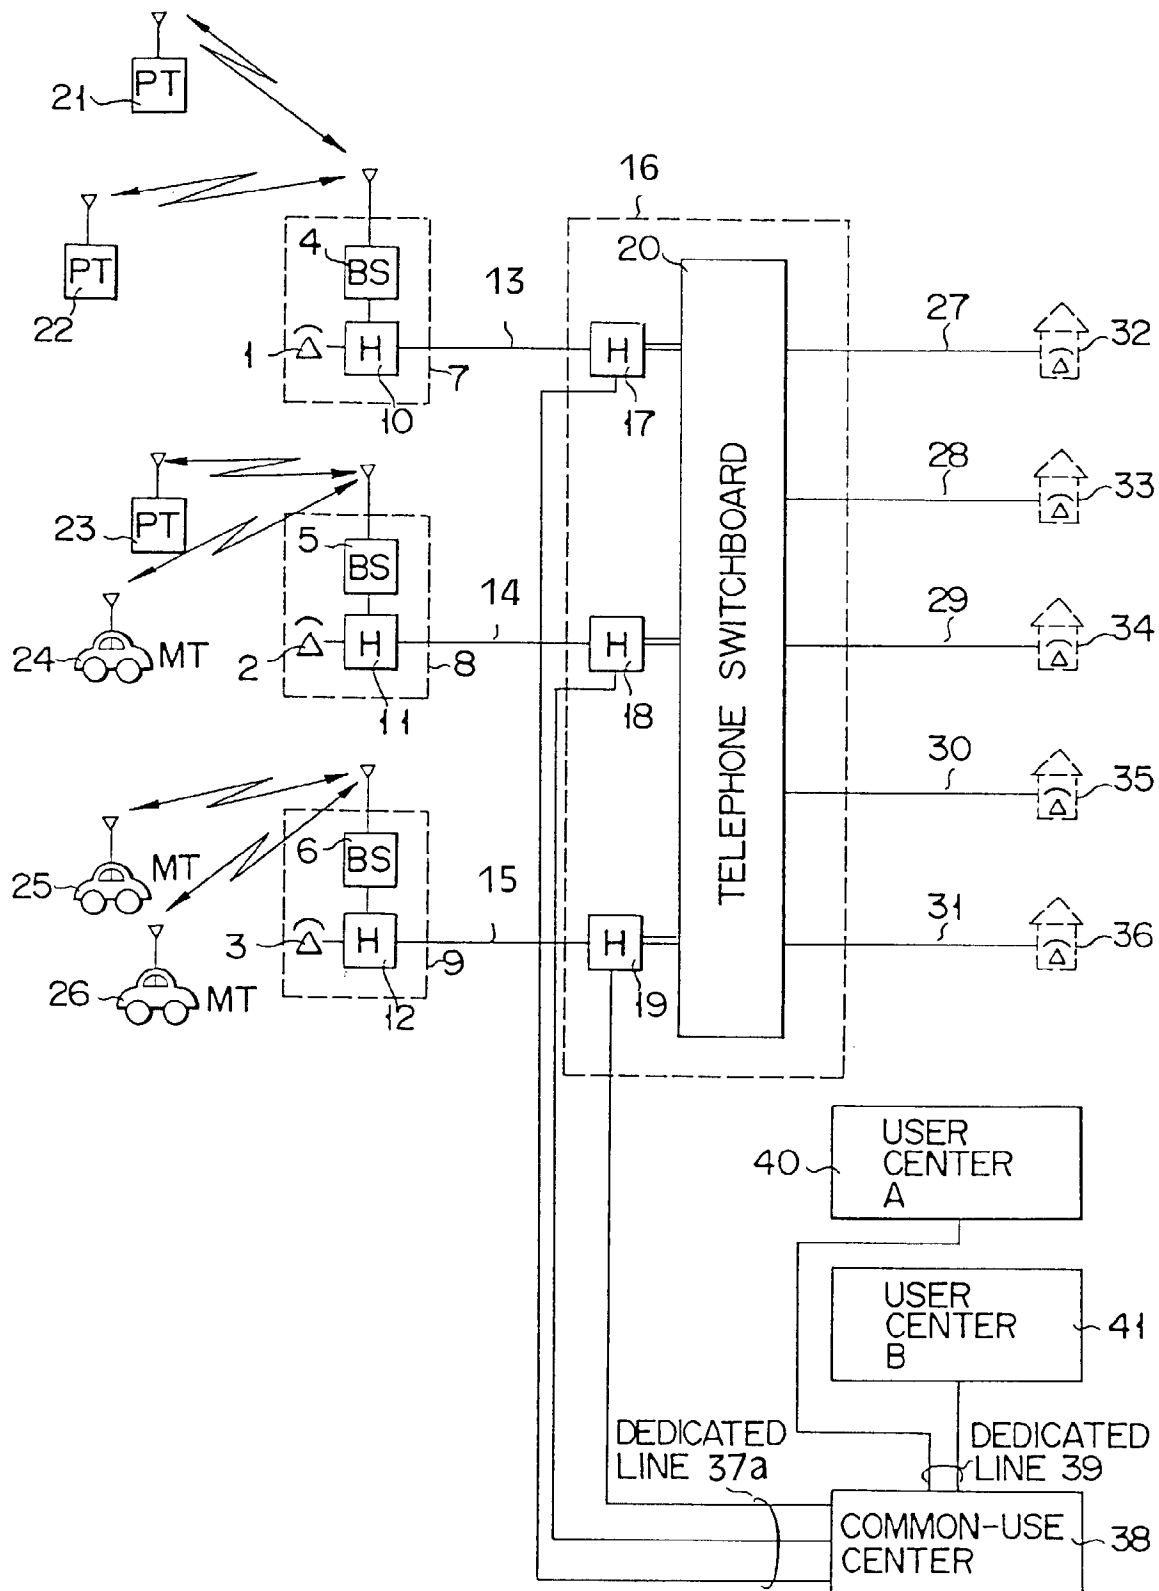 PT
21
16
PT
4
BS
20
13
27
22
1
H
H
32
7
10
17
28
PT
33
23
5
BS
14
29
24
MT
2
H
H
34
8
11
18
TELEPHONE SWITCHBOARD
30
35
6
BS
25
MT
15
31
3
H
H
36
9
26
MT
12
19
USER
CENTER
A
40
USER
CENTER
B
41
DEDICATED
LINE 37a
DEDICATED
LINE 39
COMMON-USE
CENTER
38